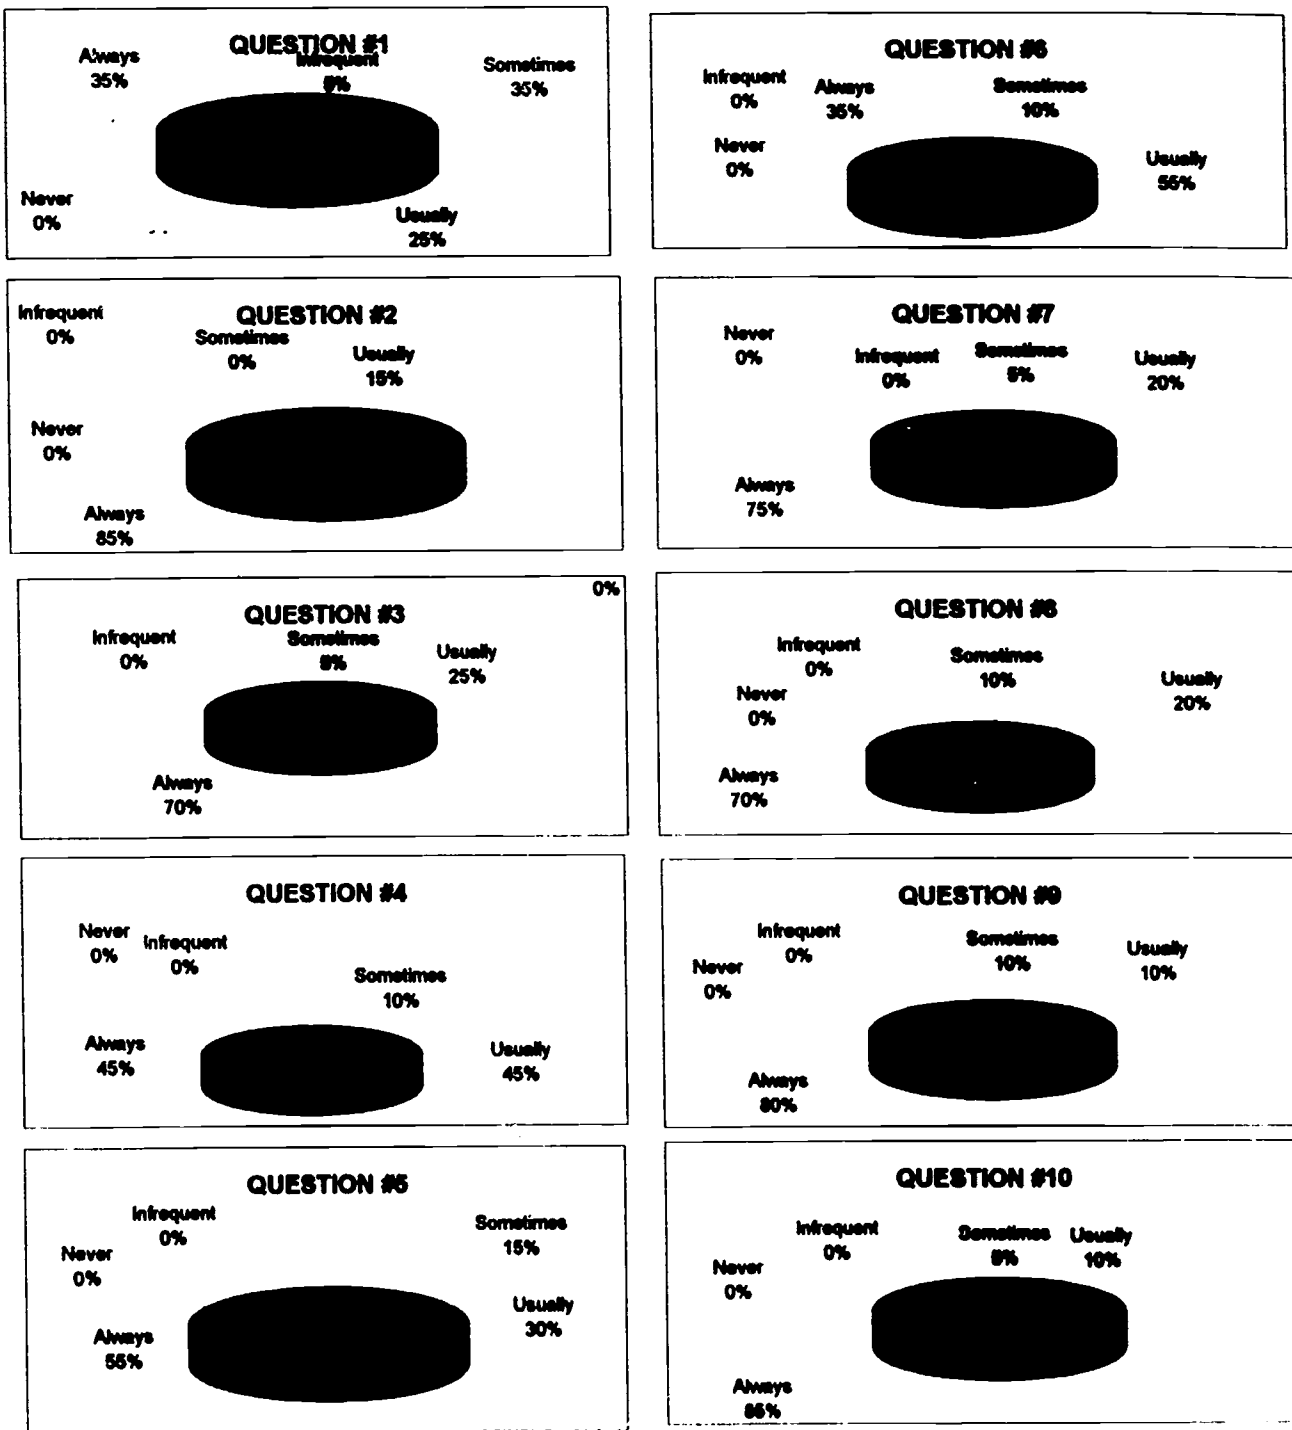 QUESTION #1
Always
35%
Infrequent
5%
Sometimes
35%
Never
0%
Usually
25%
QUESTION #2
Infrequent
0%
Sometimes
0%
Usually
15%
Never
0%
Always
85%
QUESTION #3
0%
Infrequent
0%
Sometimes
5%
Usually
25%
Always
70%
QUESTION #4
Never
0%
Infrequent
0%
Sometimes
10%
Always
45%
Usually
45%
QUESTION #5
Infrequent
0%
Sometimes
15%
Never
0%
Usually
30%
Always
55%
QUESTION #6
Infrequent
0%
Always
35%
Sometimes
10%
Never
0%
Usually
55%
QUESTION #7
Never
0%
Infrequent
0%
Sometimes
5%
Usually
20%
Always
75%
QUESTION #8
Infrequent
0%
Sometimes
10%
Usually
20%
Never
0%
Always
70%
QUESTION #9
Infrequent
0%
Sometimes
10%
Usually
10%
Never
0%
Always
80%
QUESTION #10
Infrequent
0%
Sometimes
5%
Usually
10%
Never
0%
Always
85%